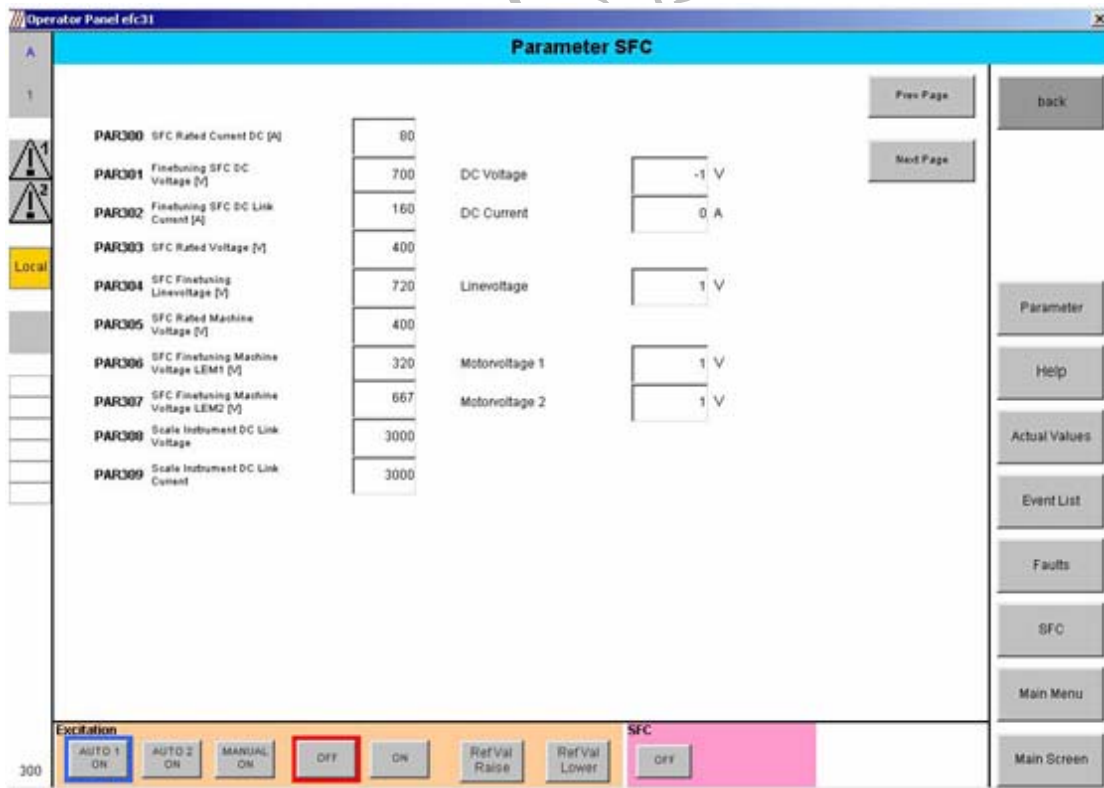 Operator Panel efc31
Parameter SFC
A
1
1
2
Local
300
Prev Page
Next Page
PAR300 SFC Rated Current DC [A] 80
PAR301 Finetuning SFC DC
Voltage [V] 700 DC Voltage -1 V
PAR302 Finetuning SFC DC Link
Current [A] 160 DC Current 0 A
PAR303 SFC Rated Voltage [V] 400
PAR304 SFC Finetuning
Linevoltage [V] 720 Linevoltage 1 V
PAR305 SFC Rated Machine
Voltage [V] 400
PAR306 SFC Finetuning Machine
Voltage LEM1 [V] 320 Motorvoltage 1 1 V
PAR307 SFC Finetuning Machine
Voltage LEM2 [V] 667 Motorvoltage 2 1 V
PAR308 Scale Instrument DC Link
Voltage 3000
PAR309 Scale Instrument DC Link
Current 3000
back
Parameter
Help
Actual Values
Event List
Faults
SFC
Main Menu
Main Screen
Excitation
AUTO 1
ON
AUTO 2
ON
MANUAL
ON
OFF
ON
RefVal
Raise
RefVal
Lower
SFC
OFF